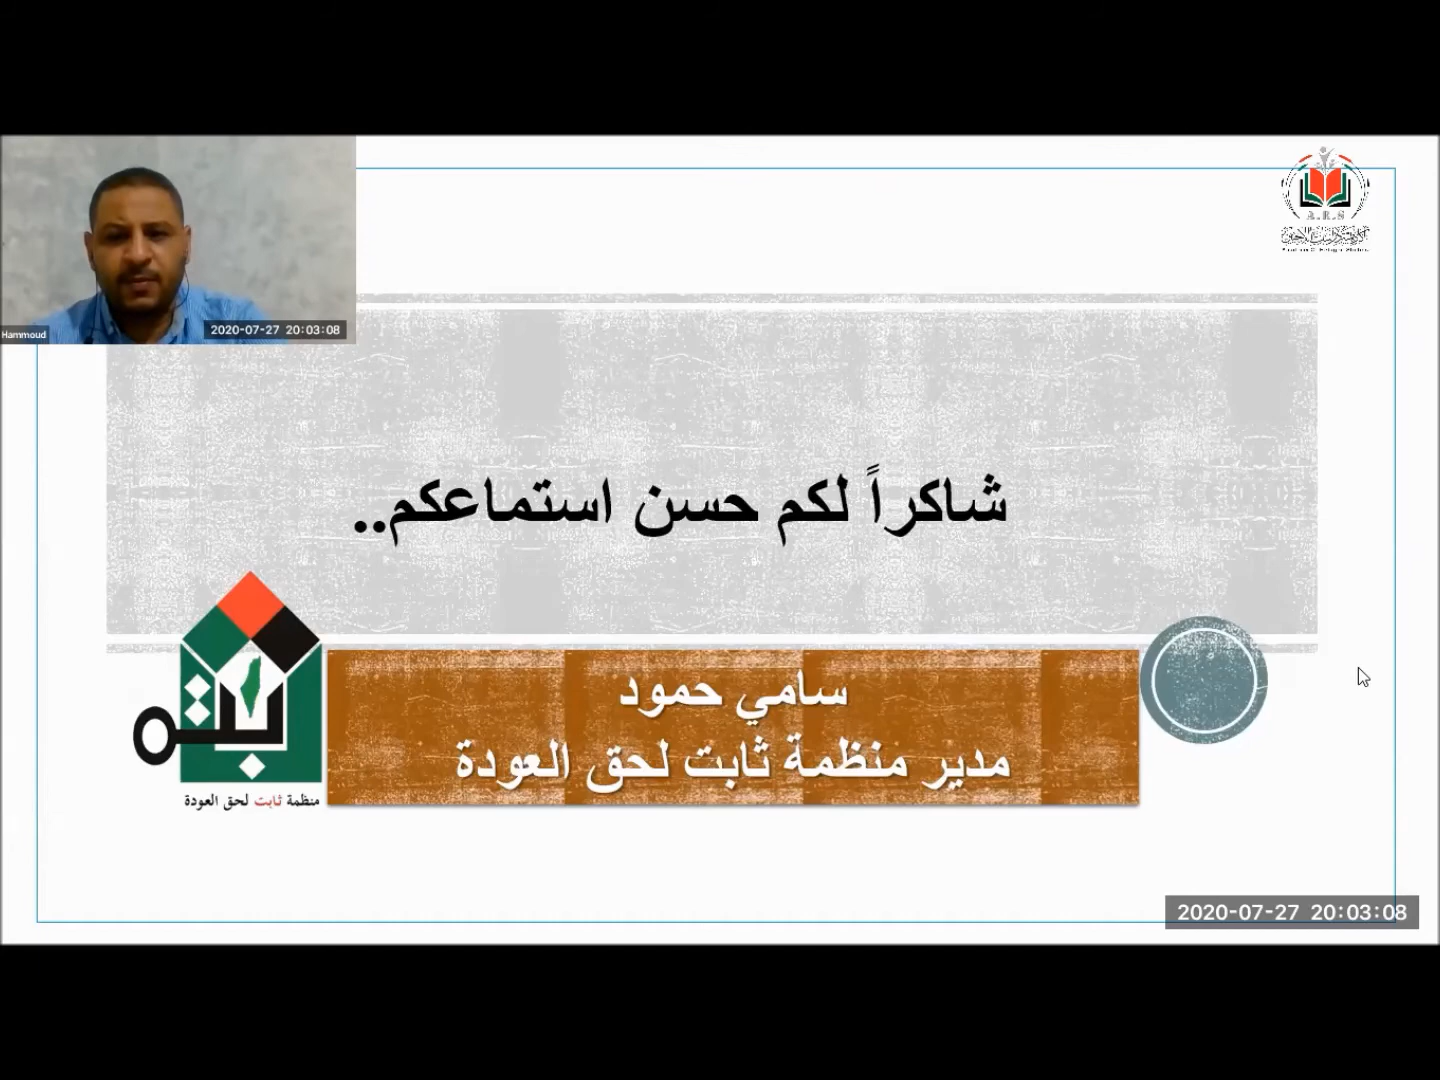 A.R.S
Hammoud
2020-07-27 20:03:08
شاكراً لكم حسن استماعكم..
سامي حمود
مدير منظمة ثابت لحق العودة
ثابت
منظمة ثابت لحق العودة
2020-07-27 20:03:08